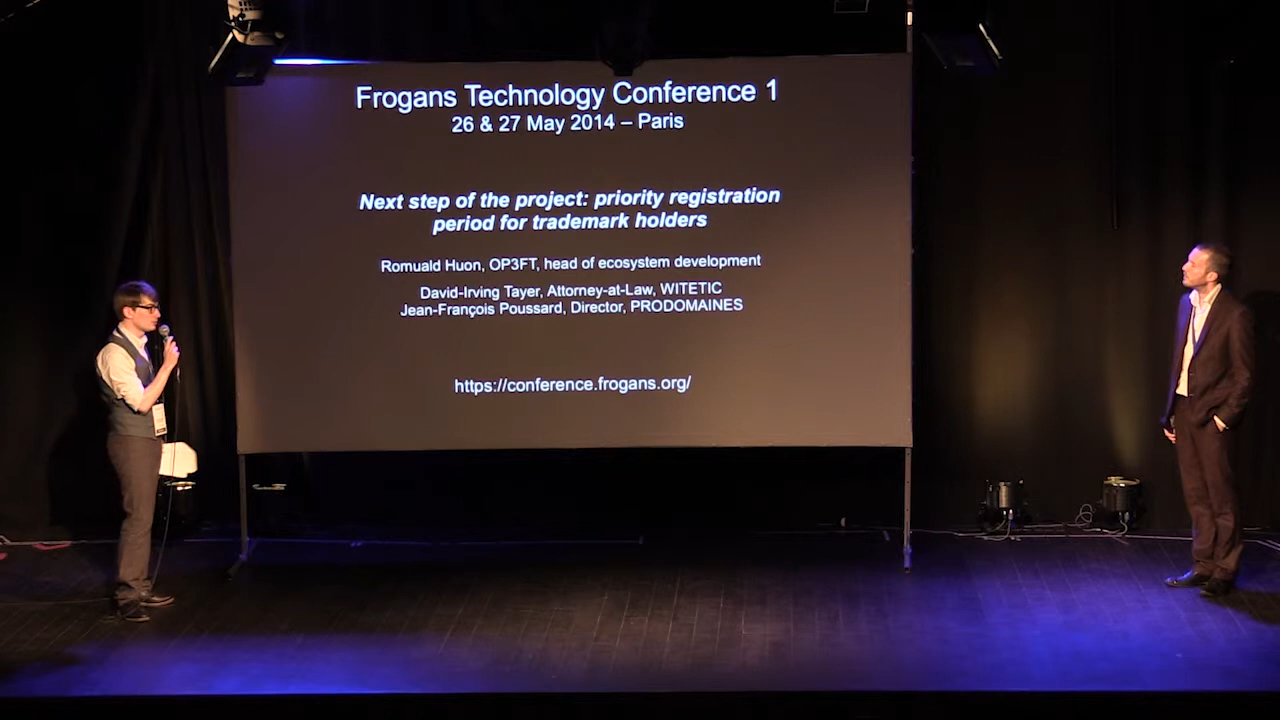 Frogans Technology Conference 1
26 & 27 May 2014 – Paris
Next step of the project: priority registration
period for trademark holders
Romuald Huon, OP3FT, head of ecosystem development
David-Irving Tayer, Attorney-at-Law, WITETIC
Jean-François Poussard, Director, PRODOMAINES
https://conference.frogans.org/